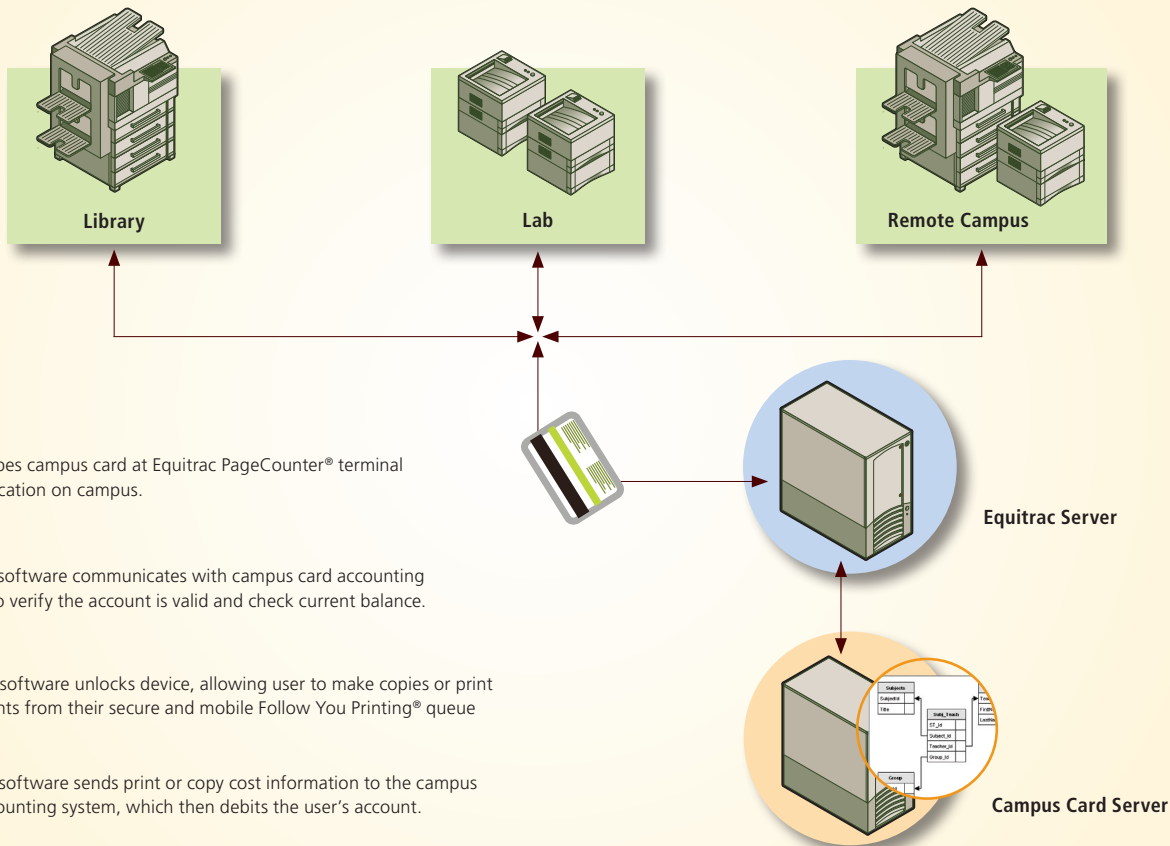 Library
Lab
Remote Campus
campus card at Equitrac PageCounter® terminal
on campus.
Equitrac Server
software communicates with campus card accounting
verify the account is valid and check current balance.
software unlocks device, allowing user to make copies or print
from their secure and mobile Follow You Printing® queue
software sends print or copy cost information to the campus
system, which then debits the user's account.
Subjects
SubjectId
Title
Subj_Teach
ST_id
Subject_id
Teacher_id
Group_id
Group
Campus Card Server